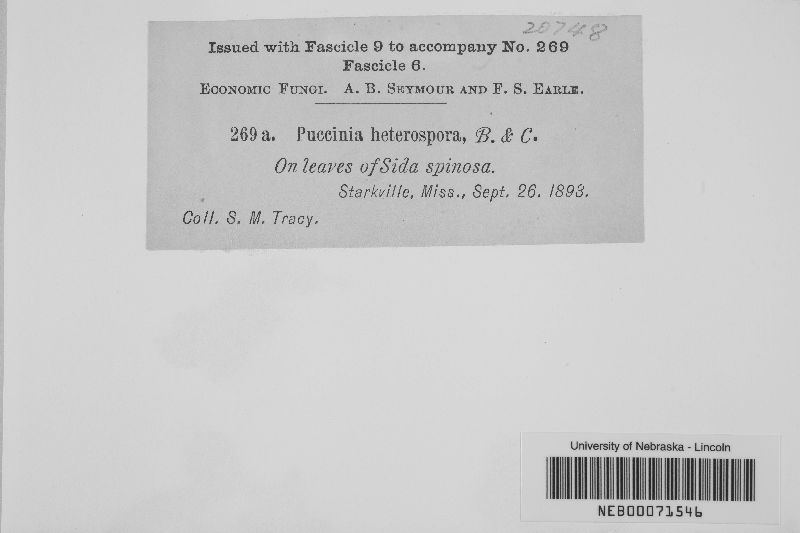 20748
Issued with Fascicle 9 to accompany No. 269
Fascicle 6.
Economic Fungi. A. B. Seymour and F. S. Earle.
269 a. Puccinia heterospora, B. & C.
On leaves of Sida spinosa.
Starkville, Miss., Sept. 26. 1893.
Coll. S. M. Tracy.
University of Nebraska - Lincoln
NEB00071546